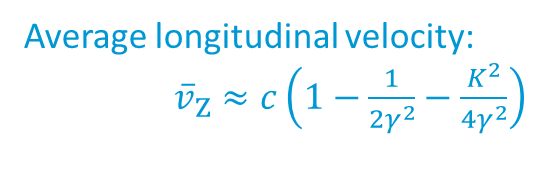 Average longitudinal velocity:
v̄_Z ≈ c (1 − 1/(2γ²) − K²/(4γ²))